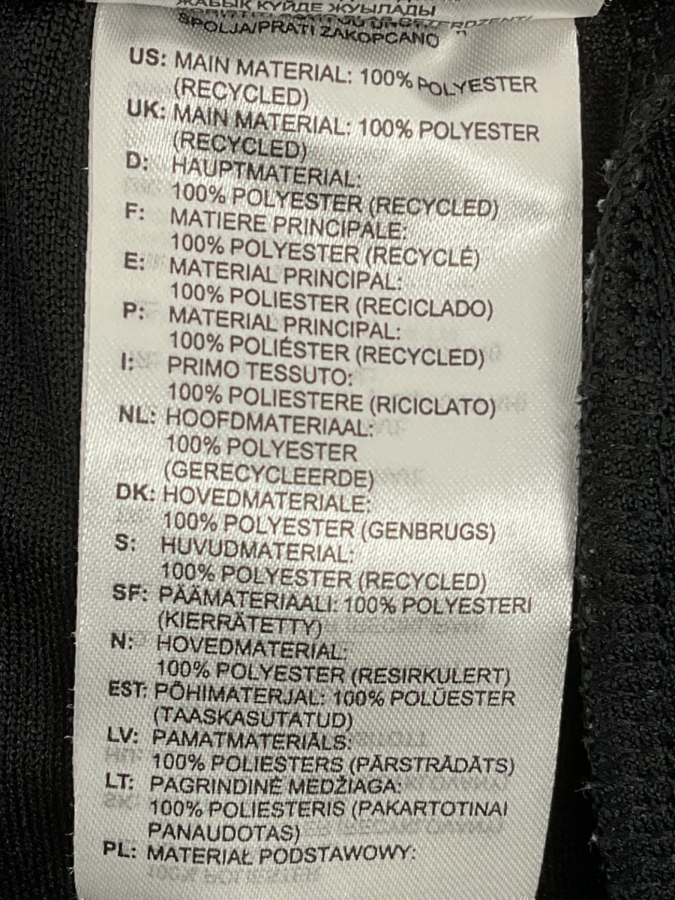 ЖАБЫҚ КҮЙДЕ ЖУЫЛАДЫ
SPOLJA/PRATI ZAKOPCANO
US: MAIN MATERIAL: 100% POLYESTER
(RECYCLED)
UK: MAIN MATERIAL: 100% POLYESTER
(RECYCLED)
D: HAUPTMATERIAL:
100% POLYESTER (RECYCLED)
F: MATIERE PRINCIPALE:
100% POLYESTER (RECYCLÉ)
E: MATERIAL PRINCIPAL:
100% POLIESTER (RECICLADO)
P: MATERIAL PRINCIPAL:
100% POLIÉSTER (RECYCLED)
I: PRIMO TESSUTO:
100% POLIESTERE (RICICLATO)
NL: HOOFDMATERIAAL:
100% POLYESTER
(GERECYCLEERDE)
DK: HOVEDMATERIALE:
100% POLYESTER (GENBRUGS)
S: HUVUDMATERIAL:
100% POLYESTER (RECYCLED)
SF: PÄÄMATERIAALI: 100% POLYESTERI
(KIERRÄTETTY)
N: HOVEDMATERIAL:
100% POLYESTER (RESIRKULERT)
EST: PÕHIMATERJAL: 100% POLÜESTER
(TAASKASUTATUD)
LV: PAMATMATERIĀLS:
100% POLIESTERS (PĀRSTRĀDĀTS)
LT: PAGRINDINĖ MEDŽIAGA:
100% POLIESTERIS (PAKARTOTINAI
PANAUDOTAS)
PL: MATERIAŁ PODSTAWOWY: